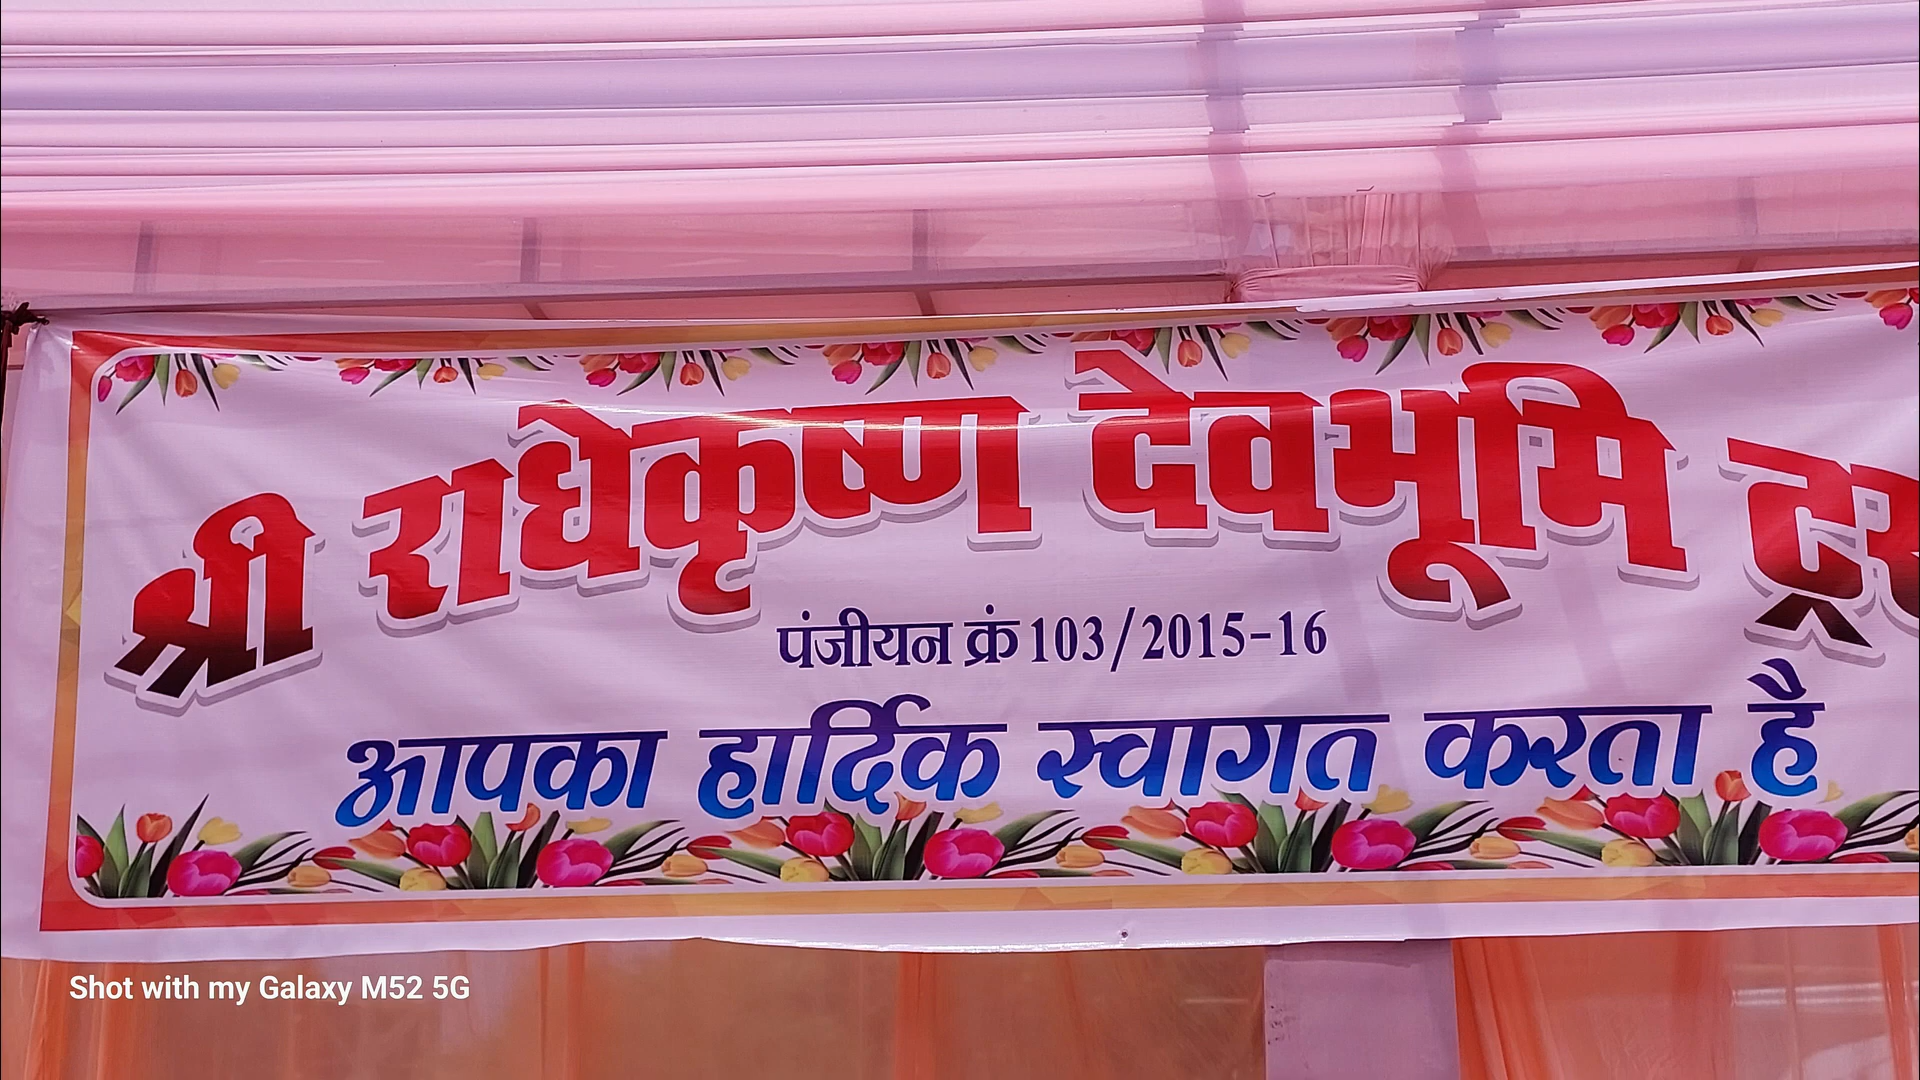 श्री राधेकृष्ण देवभूमि
पंजीयन क्रं 103/2015-16
आपका हार्दिक स्वागत करता है
Shot with my Galaxy M52 5G